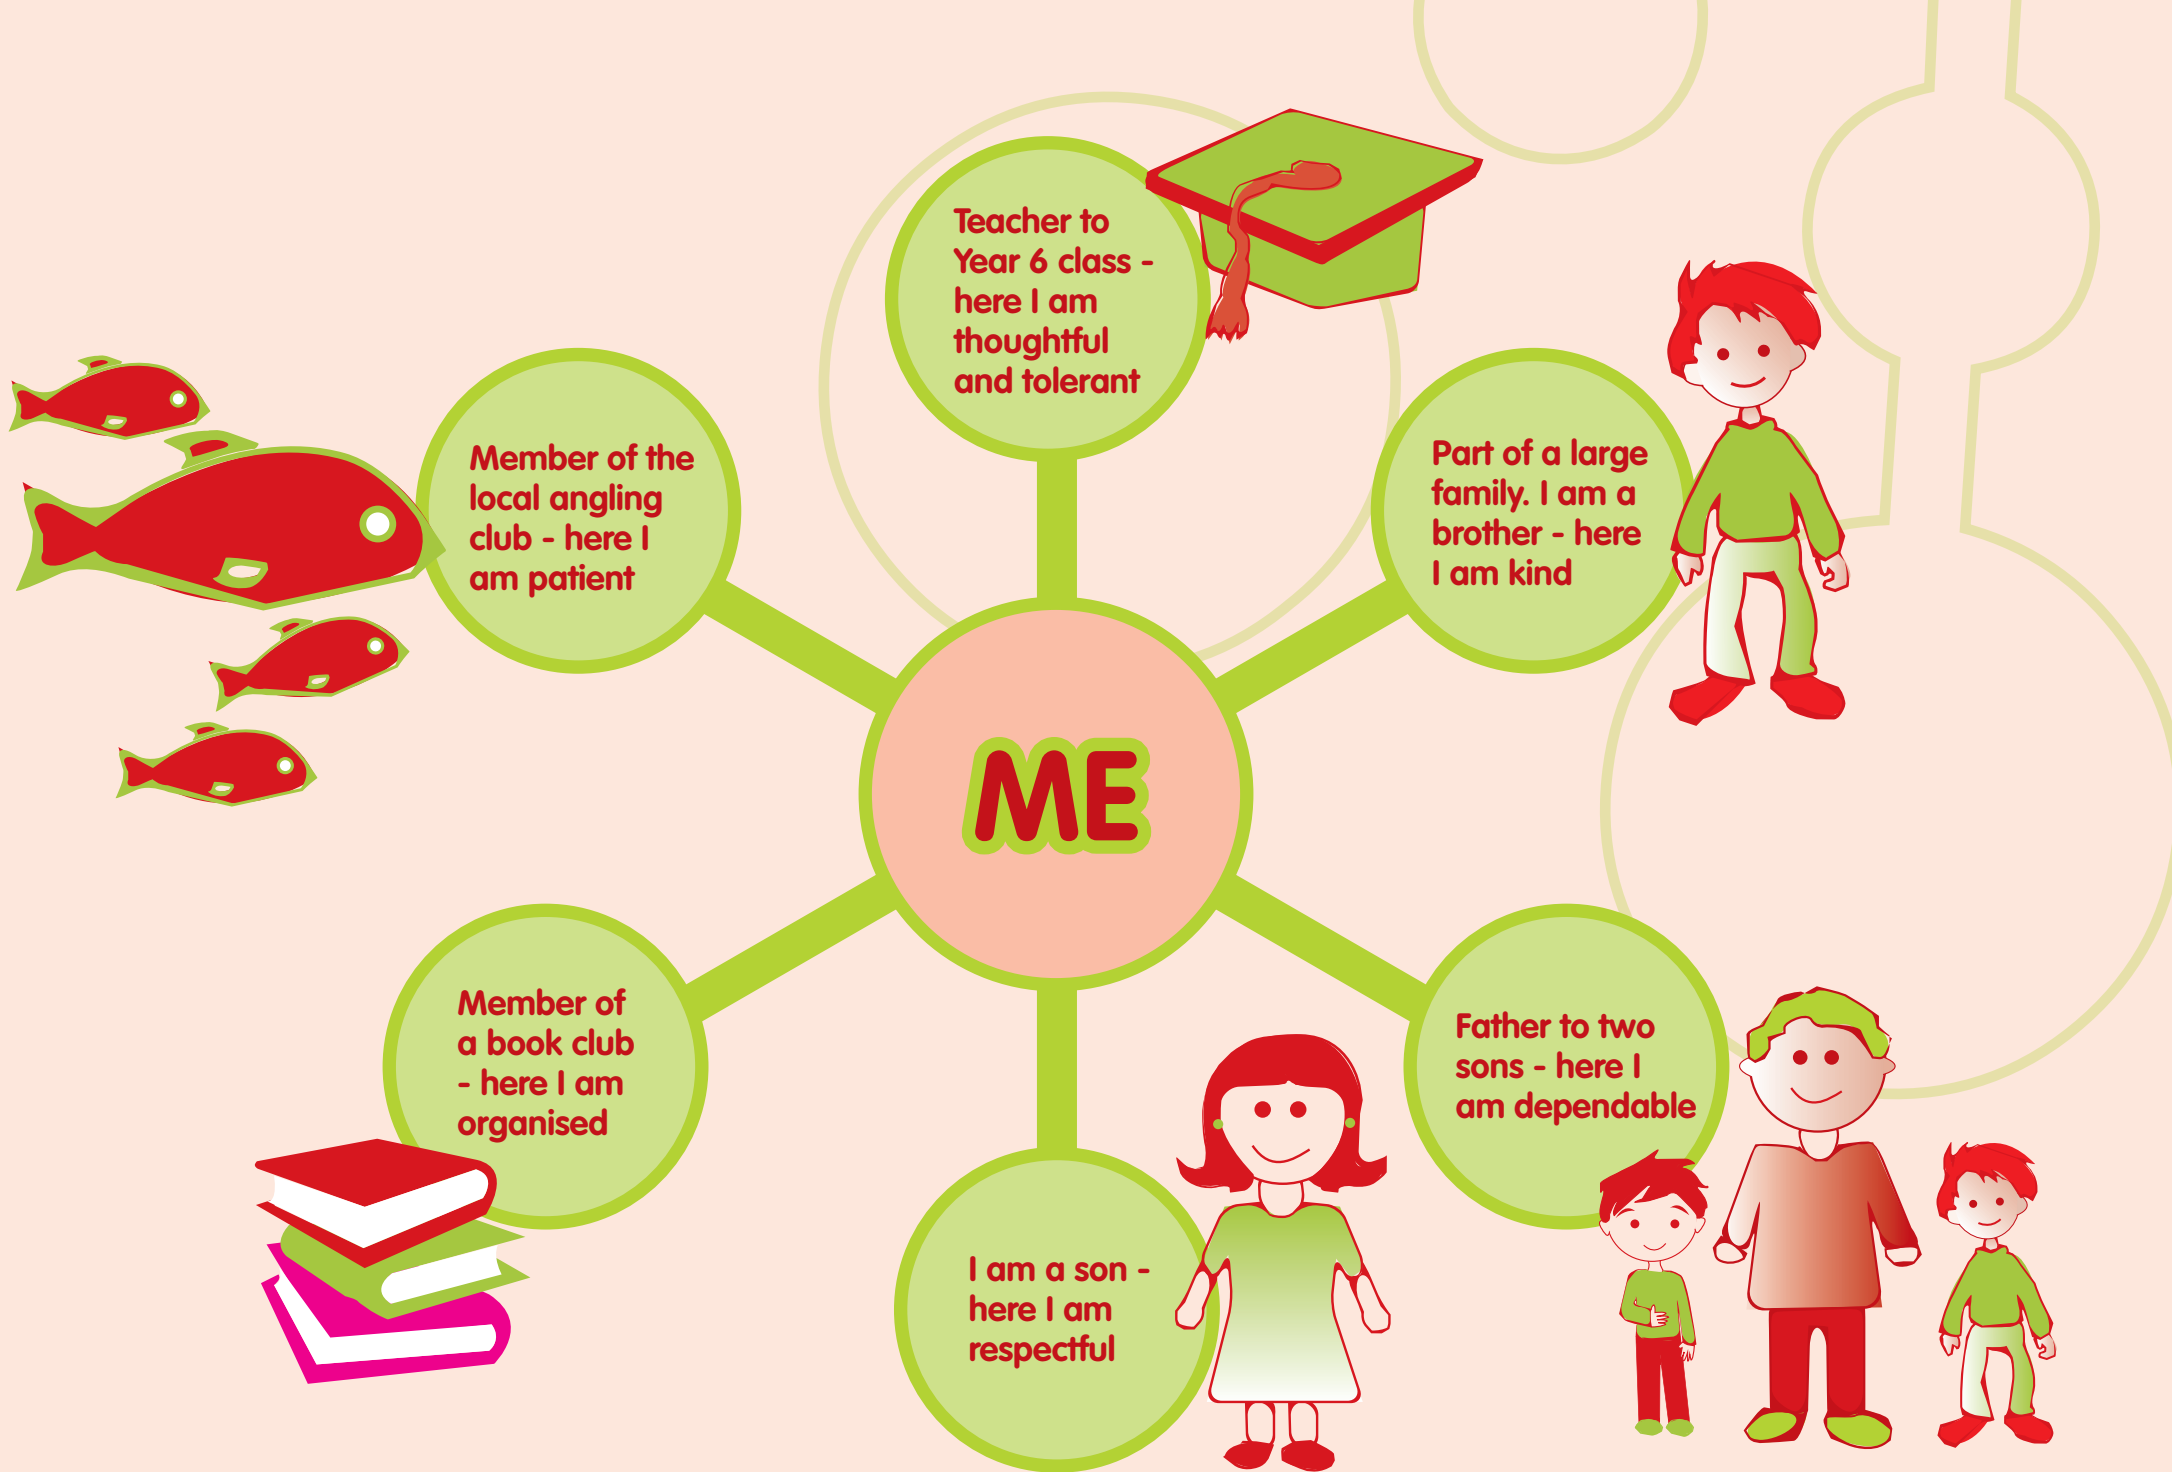 Teacher to
Year 6 class -
here I am
thoughtful
and tolerant
Member of the
local angling
club - here I
am patient
Part of a large
family. I am a
brother - here
I am kind
ME
Member of
a book club
- here I am
organised
Father to two
sons - here I
am dependable
I am a son -
here I am
respectful